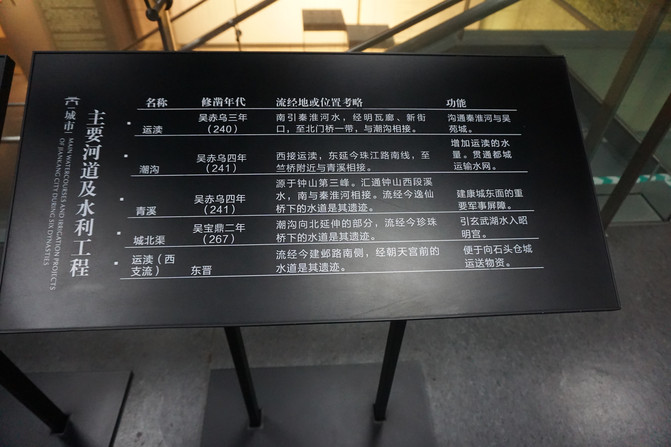 （六）城市
主要河道及水利工程
MAIN WATERCOURSES AND IRRIGATION PROJECTS
OF JIANKANG CITY DURING SIX DYNASTIES
名称 修凿年代 流经地或位置考略 功能
运渎 吴赤乌三年
（240） 南引秦淮河水，经明瓦廊、新街
口，至北门桥一带，与潮沟相接。 沟通秦淮河与吴
苑城。
潮沟 吴赤乌四年
（241） 西接运渎，东延今珠江路南线，至
竺桥附近与青溪相接。 增加运渎的水
量。贯通都城
运输水网。
青溪 吴赤乌四年
（241） 源于钟山第三峰。汇通钟山西段溪
水，南与秦淮河相接。流经今逸仙
桥下的水道是其遗迹。 建康城东面的重
要军事屏障。
城北渠 吴宝鼎二年
（267） 潮沟向北延伸的部分，流经今珍珠
桥下的水道是其遗迹。 引玄武湖水入昭
明宫。
运渎（西
支流） 东晋 流经今建邺路南侧，经朝天宫前的
水道是其遗迹。 便于向石头仓城
运送物资。